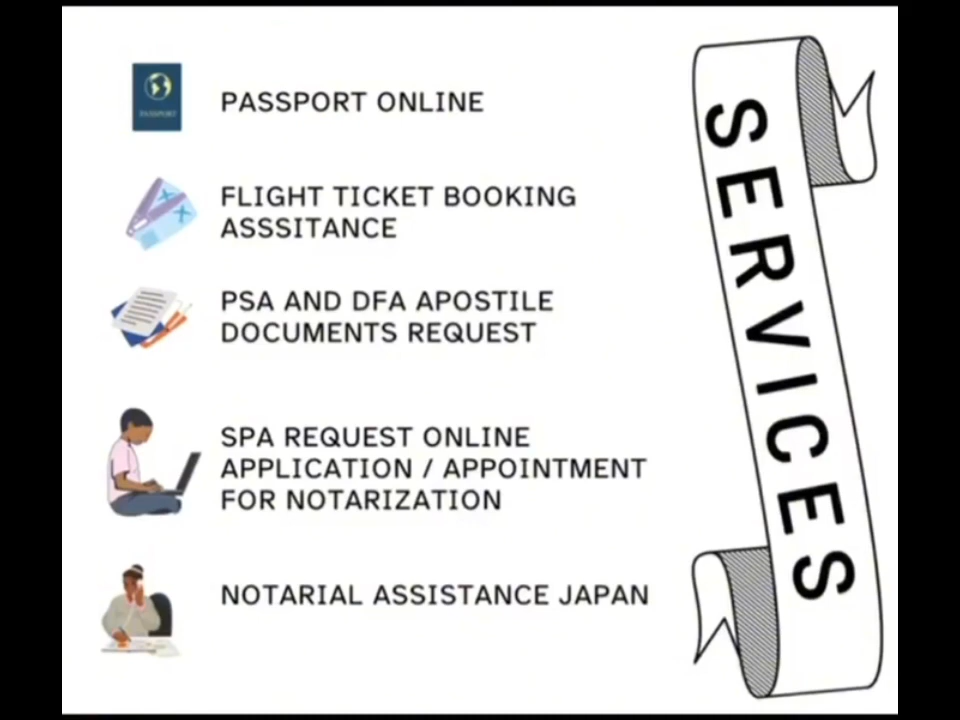 PASSPORT ONLINE
PASSPORT
FLIGHT TICKET BOOKING
ASSSITANCE
PSA AND DFA APOSTILE
DOCUMENTS REQUEST
SPA REQUEST ONLINE
APPLICATION / APPOINTMENT
FOR NOTARIZATION
NOTARIAL ASSISTANCE JAPAN
SERVICES